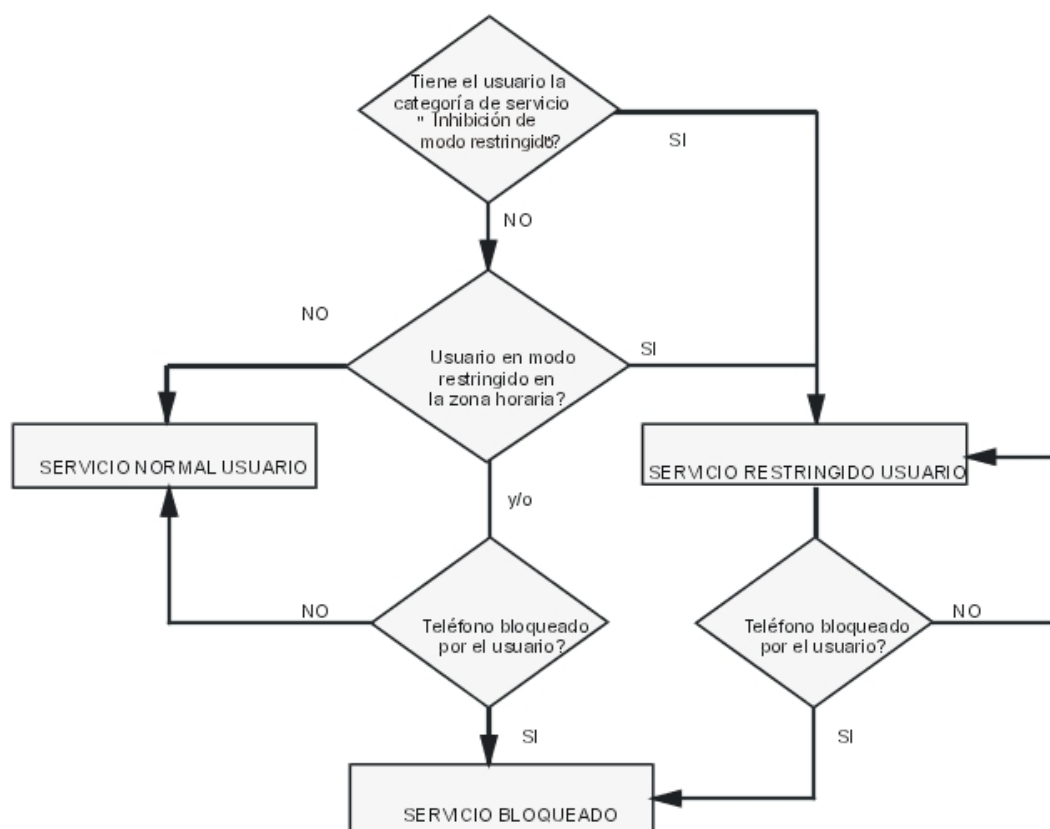 Tiene el usuario la
categoría de servicio
" Inhibición de
modo restringido"?
SI
NO
NO
Usuario en modo
restringido en
la zona horaria?
SI
SERVICIO NORMAL USUARIO
SERVICIO RESTRINGIDO USUARIO
y/o
NO
Teléfono bloqueado
por el usuario?
Teléfono bloqueado
por el usuario?
NO
SI
SI
SERVICIO BLOQUEADO